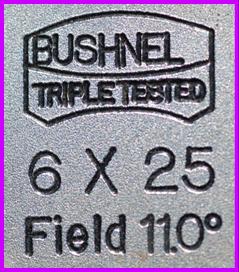 BUSHNEL
TRIPLE TESTED
6 X 25
Field 11.0°